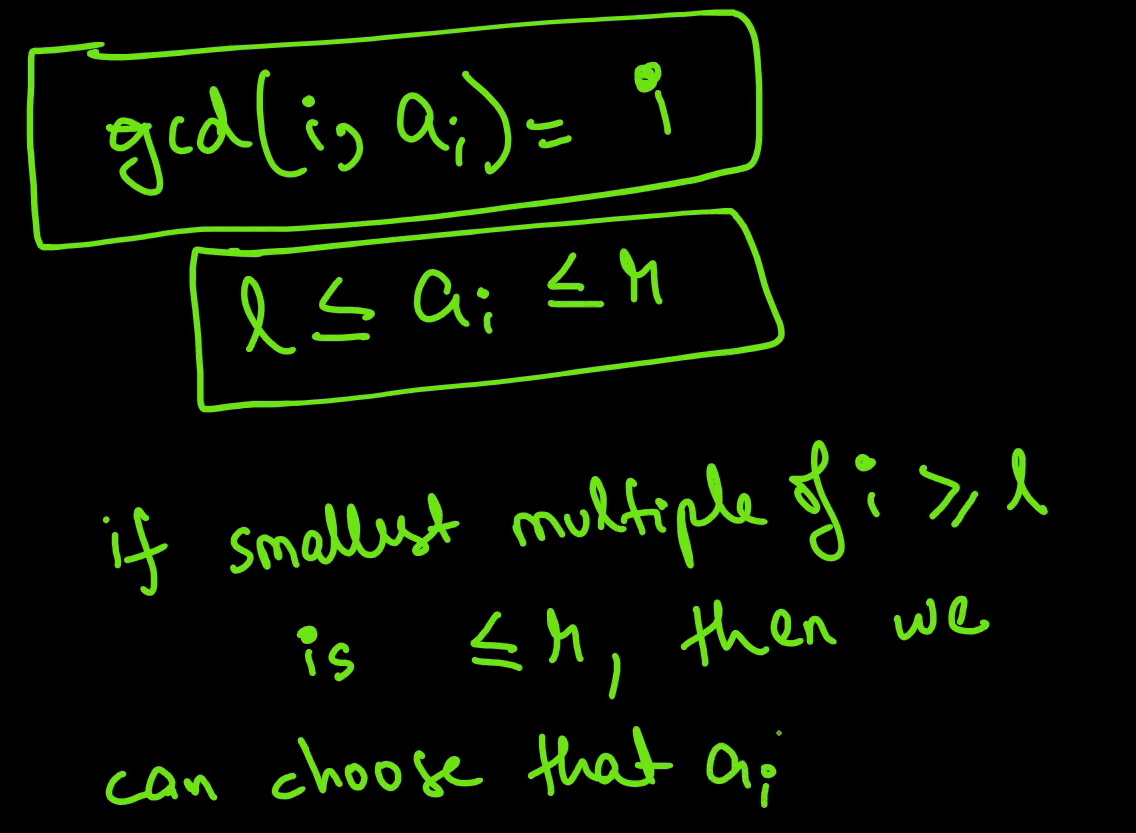 gcd(i, aᵢ) = i
l ≤ aᵢ ≤ r
if smallest multiple of i ⩾ l
is ≤ r, then we
can choose that aᵢ